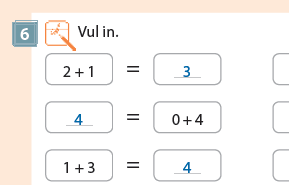 6 Vul in.
2 + 1 = 3
4 = 0 + 4
1 + 3 = 4